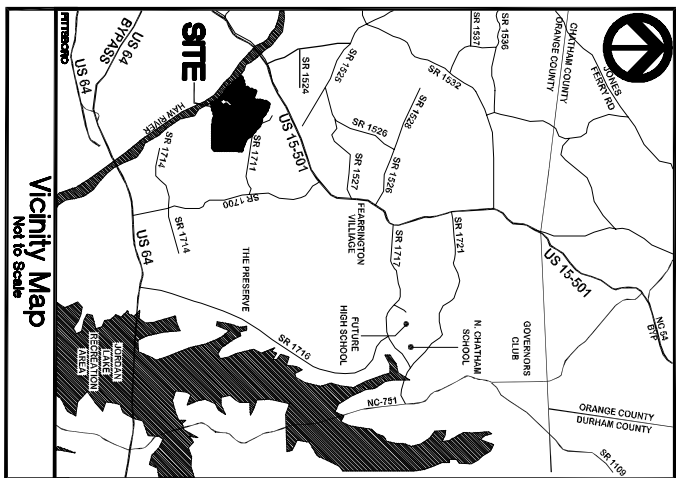 SR 1536
SR 1537
ORANGE COUNTY
CHATHAM COUNTY
JONES
FERRY RD
US 64
BYPASS
PITTSBORO
US 64
SITE
HAW RIVER
SR 1524
SR 1525
SR 1532
SR 1528
SR 1526
SR 1526
SR 1527
US 15-501
SR 1711
SR 1714
SR 1714
SR 1700
US 64
FEARRINGTON
VILLIAGE
SR 1717
SR 1721
US 15-501
NC 54
BYP
THE PRESERVE
SR 1716
FUTURE
HIGH SCHOOL
N. CHATHAM
SCHOOL
GOVERNORS
CLUB
NC-751
ORANGE COUNTY
DURHAM COUNTY
SR 1109
JORDAN
LAKE
RECREATION
AREA
Vicinity Map
Not to Scale